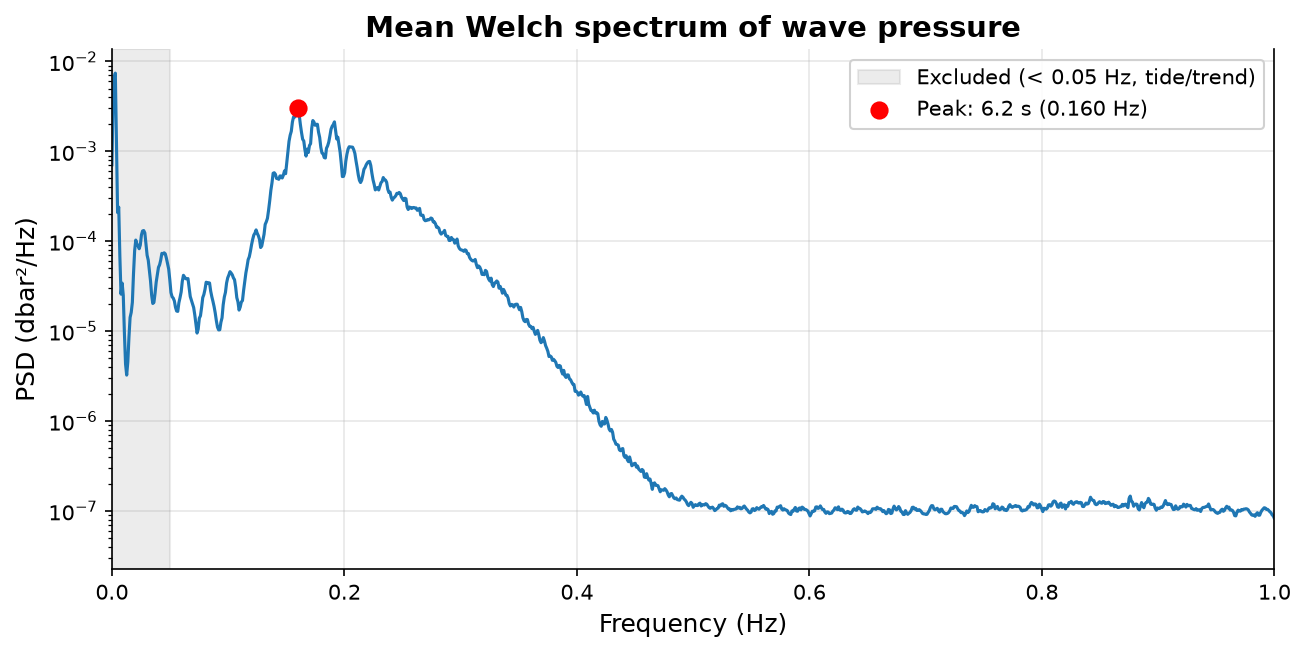 Mean Welch spectrum of wave pressure
Excluded (< 0.05 Hz, tide/trend)
Peak: 6.2 s (0.160 Hz)
PSD (dbar²/Hz)
10⁻²
10⁻³
10⁻⁴
10⁻⁵
10⁻⁶
10⁻⁷
0.0 0.2 0.4 0.6 0.8 1.0
Frequency (Hz)